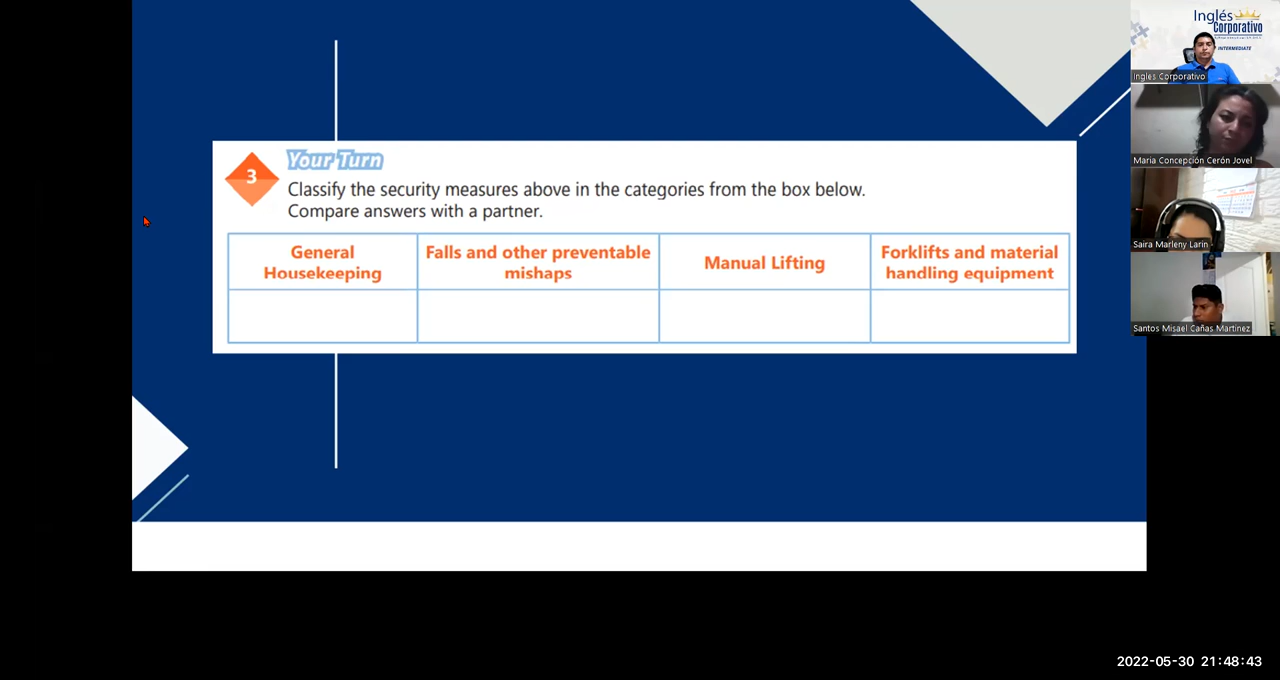 3
Your Turn
Classify the security measures above in the categories from the box below.
Compare answers with a partner.
General
Housekeeping
Falls and other preventable
mishaps
Manual Lifting
Forklifts and material
handling equipment
Inglés
Corporativo
INTERMEDIATE
Ingles Corporativo
Maria Concepción Cerón Jovel
Saira Marleny Larin
Santos Misael Cañas Martinez
2022-05-30 21:48:43